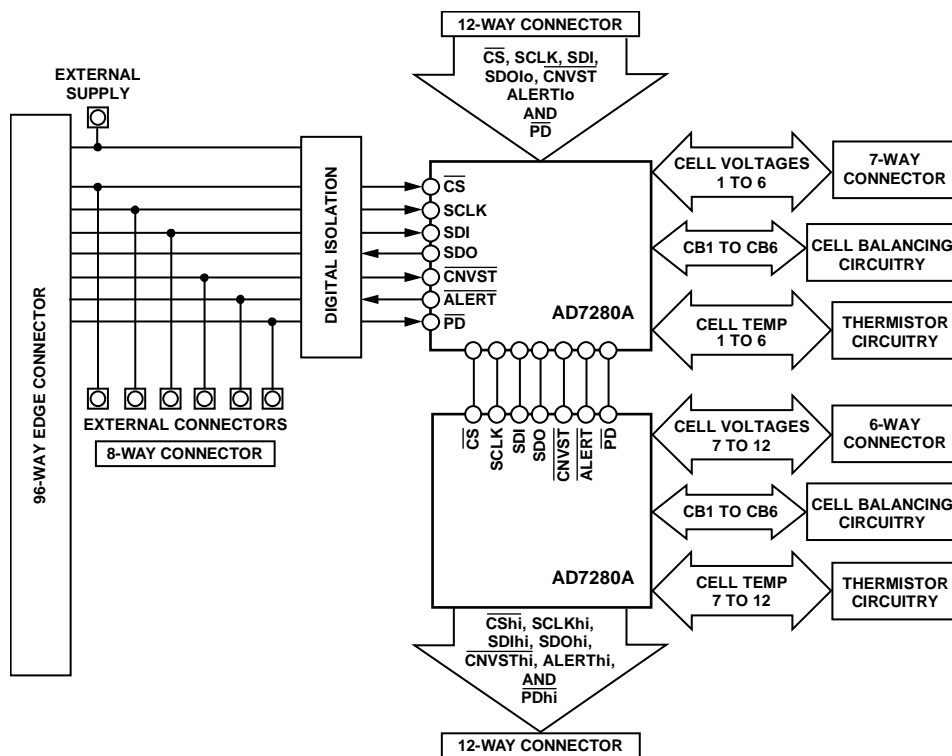 12-WAY CONNECTOR
CS, SCLK, SDI,
SDOlo, CNVST
ALERTlo
AND
PD
EXTERNAL
SUPPLY
96-WAY EDGE CONNECTOR
DIGITAL ISOLATION
CS
SCLK
SDI
SDO
CNVST
ALERT
PD
AD7280A
CELL VOLTAGES
1 TO 6
7-WAY
CONNECTOR
CB1 TO CB6
CELL BALANCING
CIRCUITRY
CELL TEMP
1 TO 6
THERMISTOR
CIRCUITRY
EXTERNAL CONNECTORS
8-WAY CONNECTOR
CS
SCLK
SDI
SDO
CNVST
ALERT
PD
AD7280A
CELL VOLTAGES
7 TO 12
6-WAY
CONNECTOR
CB1 TO CB6
CELL BALANCING
CIRCUITRY
CELL TEMP
7 TO 12
THERMISTOR
CIRCUITRY
CShi, SCLKhi,
SDIhi, SDOhi,
CNVSThi, ALERThi,
AND
PDhi
12-WAY CONNECTOR